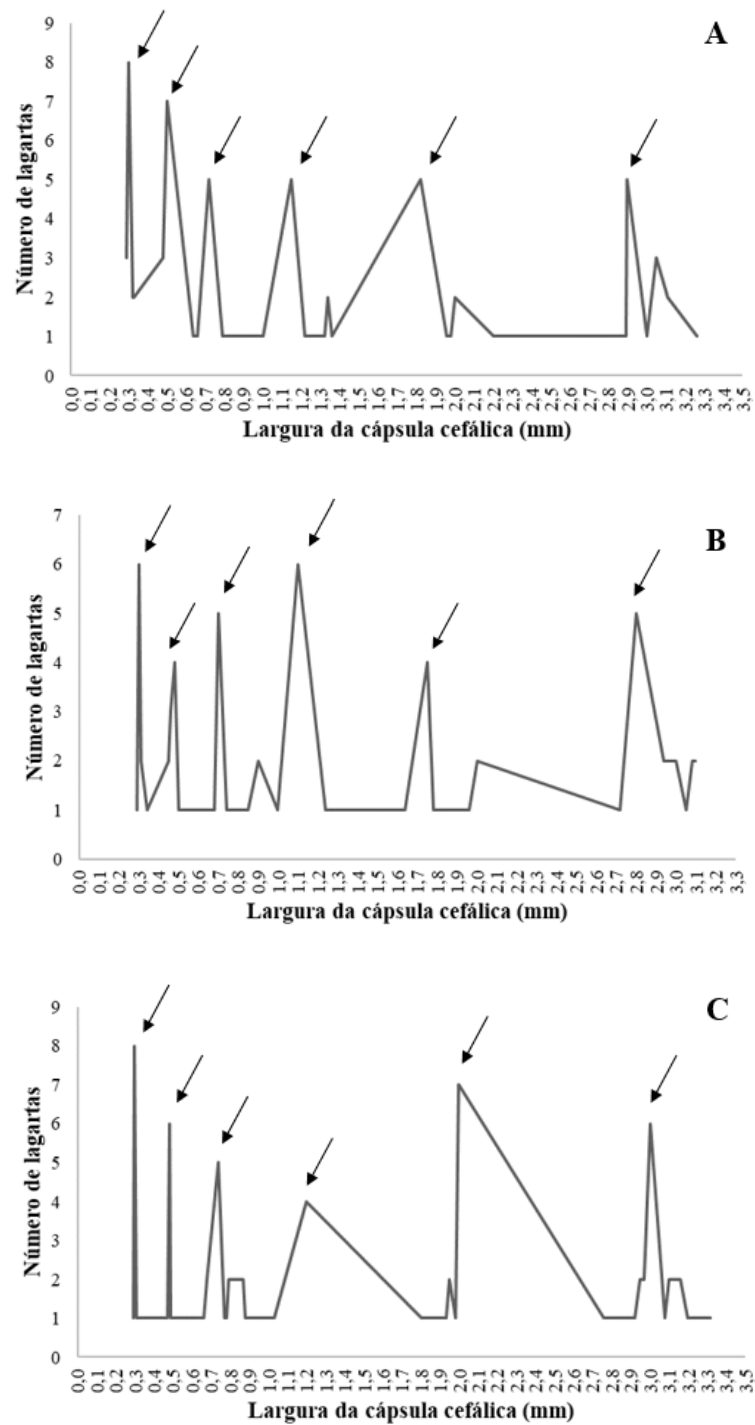 A
9
8
7
6
5
4
3
2
1
0
Número de lagartas
0,0 0,1 0,2 0,3 0,4 0,5 0,6 0,7 0,8 0,9 1,0 1,1 1,2 1,3 1,4 1,5 1,6 1,7 1,8 1,9 2,0 2,1 2,2 2,3 2,4 2,5 2,6 2,7 2,8 2,9 3,0 3,1 3,2 3,3 3,4 3,5
Largura da cápsula cefálica (mm)
B
7
6
5
4
3
2
1
0
Número de lagartas
0,0 0,1 0,2 0,3 0,4 0,5 0,6 0,7 0,8 0,9 1,0 1,1 1,2 1,3 1,4 1,5 1,6 1,7 1,8 1,9 2,0 2,1 2,2 2,3 2,4 2,5 2,6 2,7 2,8 2,9 3,0 3,1 3,2 3,3
Largura da cápsula cefálica (mm)
C
9
8
7
6
5
4
3
2
1
0
Número de lagartas
0,0 0,1 0,2 0,3 0,4 0,5 0,6 0,7 0,8 0,9 1,0 1,1 1,2 1,3 1,4 1,5 1,6 1,7 1,8 1,9 2,0 2,1 2,2 2,3 2,4 2,5 2,6 2,7 2,8 2,9 3,0 3,1 3,2 3,3 3,4 3,5
Largura da cápsula cefálica (mm)